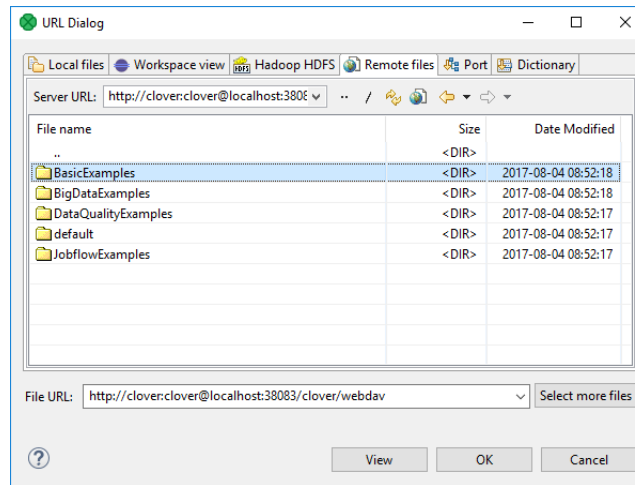 URL Dialog
Local files Workspace view Hadoop HDFS Remote files Port Dictionary
Server URL: http://clover:clover@localhost:380 .. /
File name Size Date Modified
.. <DIR>
BasicExamples <DIR> 2017-08-04 08:52:18
BigDataExamples <DIR> 2017-08-04 08:52:18
DataQualityExamples <DIR> 2017-08-04 08:52:17
default <DIR> 2017-08-04 08:52:17
JobflowExamples <DIR> 2017-08-04 08:52:17
File URL: http://clover:clover@localhost:38083/clover/webdav Select more files
? View OK Cancel